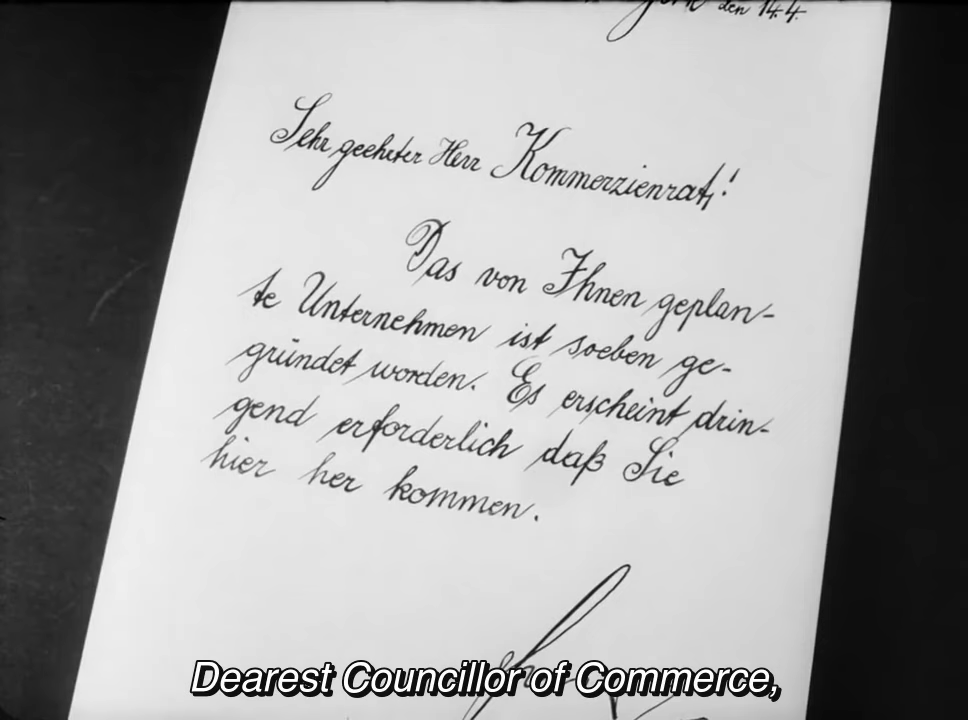 den 14.4.
Sehr geehrter Herr Kommerzienrat!
Das von Ihnen geplan-
te Unternehmen ist soeben ge-
gründet worden. Es erscheint drin-
gend erforderlich daß Sie
hier her kommen.
Dearest Councillor of Commerce,